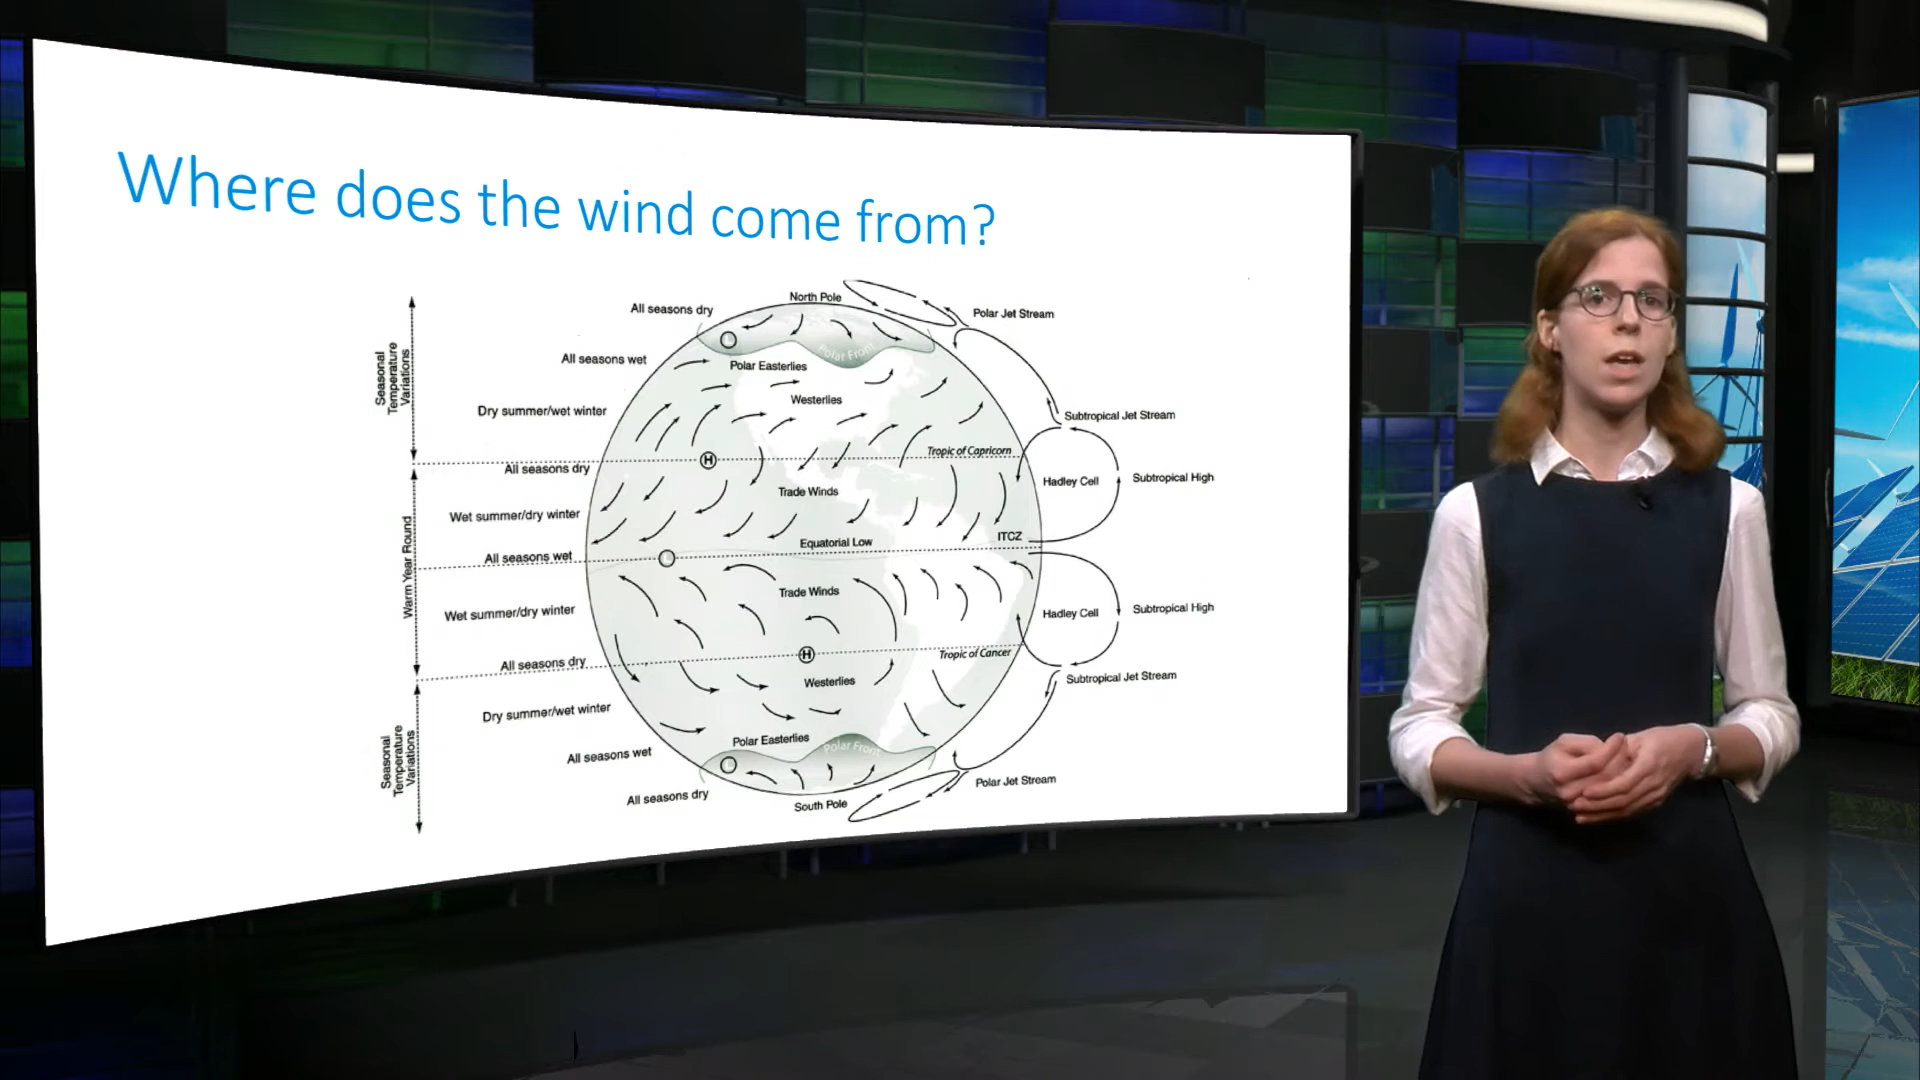 Where does the wind come from?
North Pole
All seasons dry
Polar Jet Stream
Polar Front
All seasons wet
Polar Easterlies
Seasonal
Temperature
Variations
Westerlies
Dry summer/wet winter
Subtropical Jet Stream
Tropic of Capricorn
H
All seasons dry
Hadley Cell
Subtropical High
Trade Winds
Wet summer/dry winter
ITCZ
Equatorial Low
Warm Year Round
All seasons wet
Trade Winds
Wet summer/dry winter
Hadley Cell
Subtropical High
H
Tropic of Cancer
All seasons dry
Subtropical Jet Stream
Westerlies
Dry summer/wet winter
Polar Easterlies
Polar Front
Seasonal
Temperature
Variations
All seasons wet
Polar Jet Stream
All seasons dry
South Pole